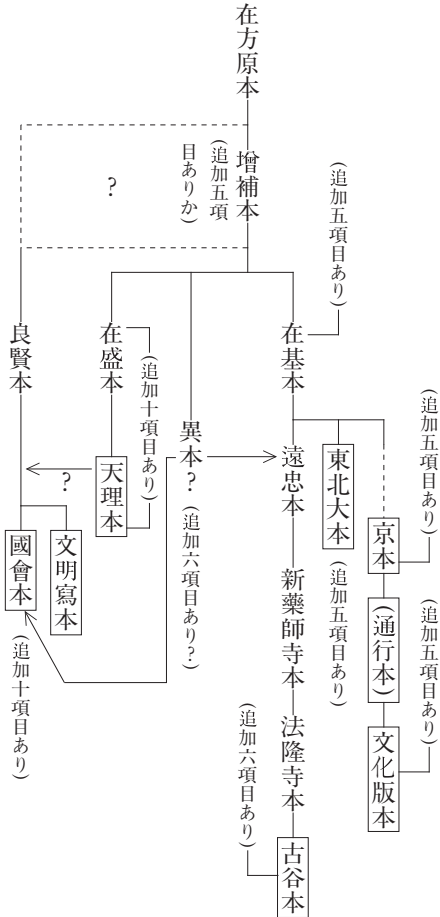 (追加五項目あり)
京本
(通行本)
文化版本
(追加五項目あり)
(追加五項目あり)
東北大本
(追加五項目あり)
在基本
遠忠本
新藥師寺本
法隆寺本
古谷本
(追加六項目あり)
在方原本
增補本
(追加五項
目ありか)
?
異本?
(追加六項目あり?)
在盛本
天理本
(追加十項目あり)
?
良賢本
文明寫本
國會本
(追加十項目あり)